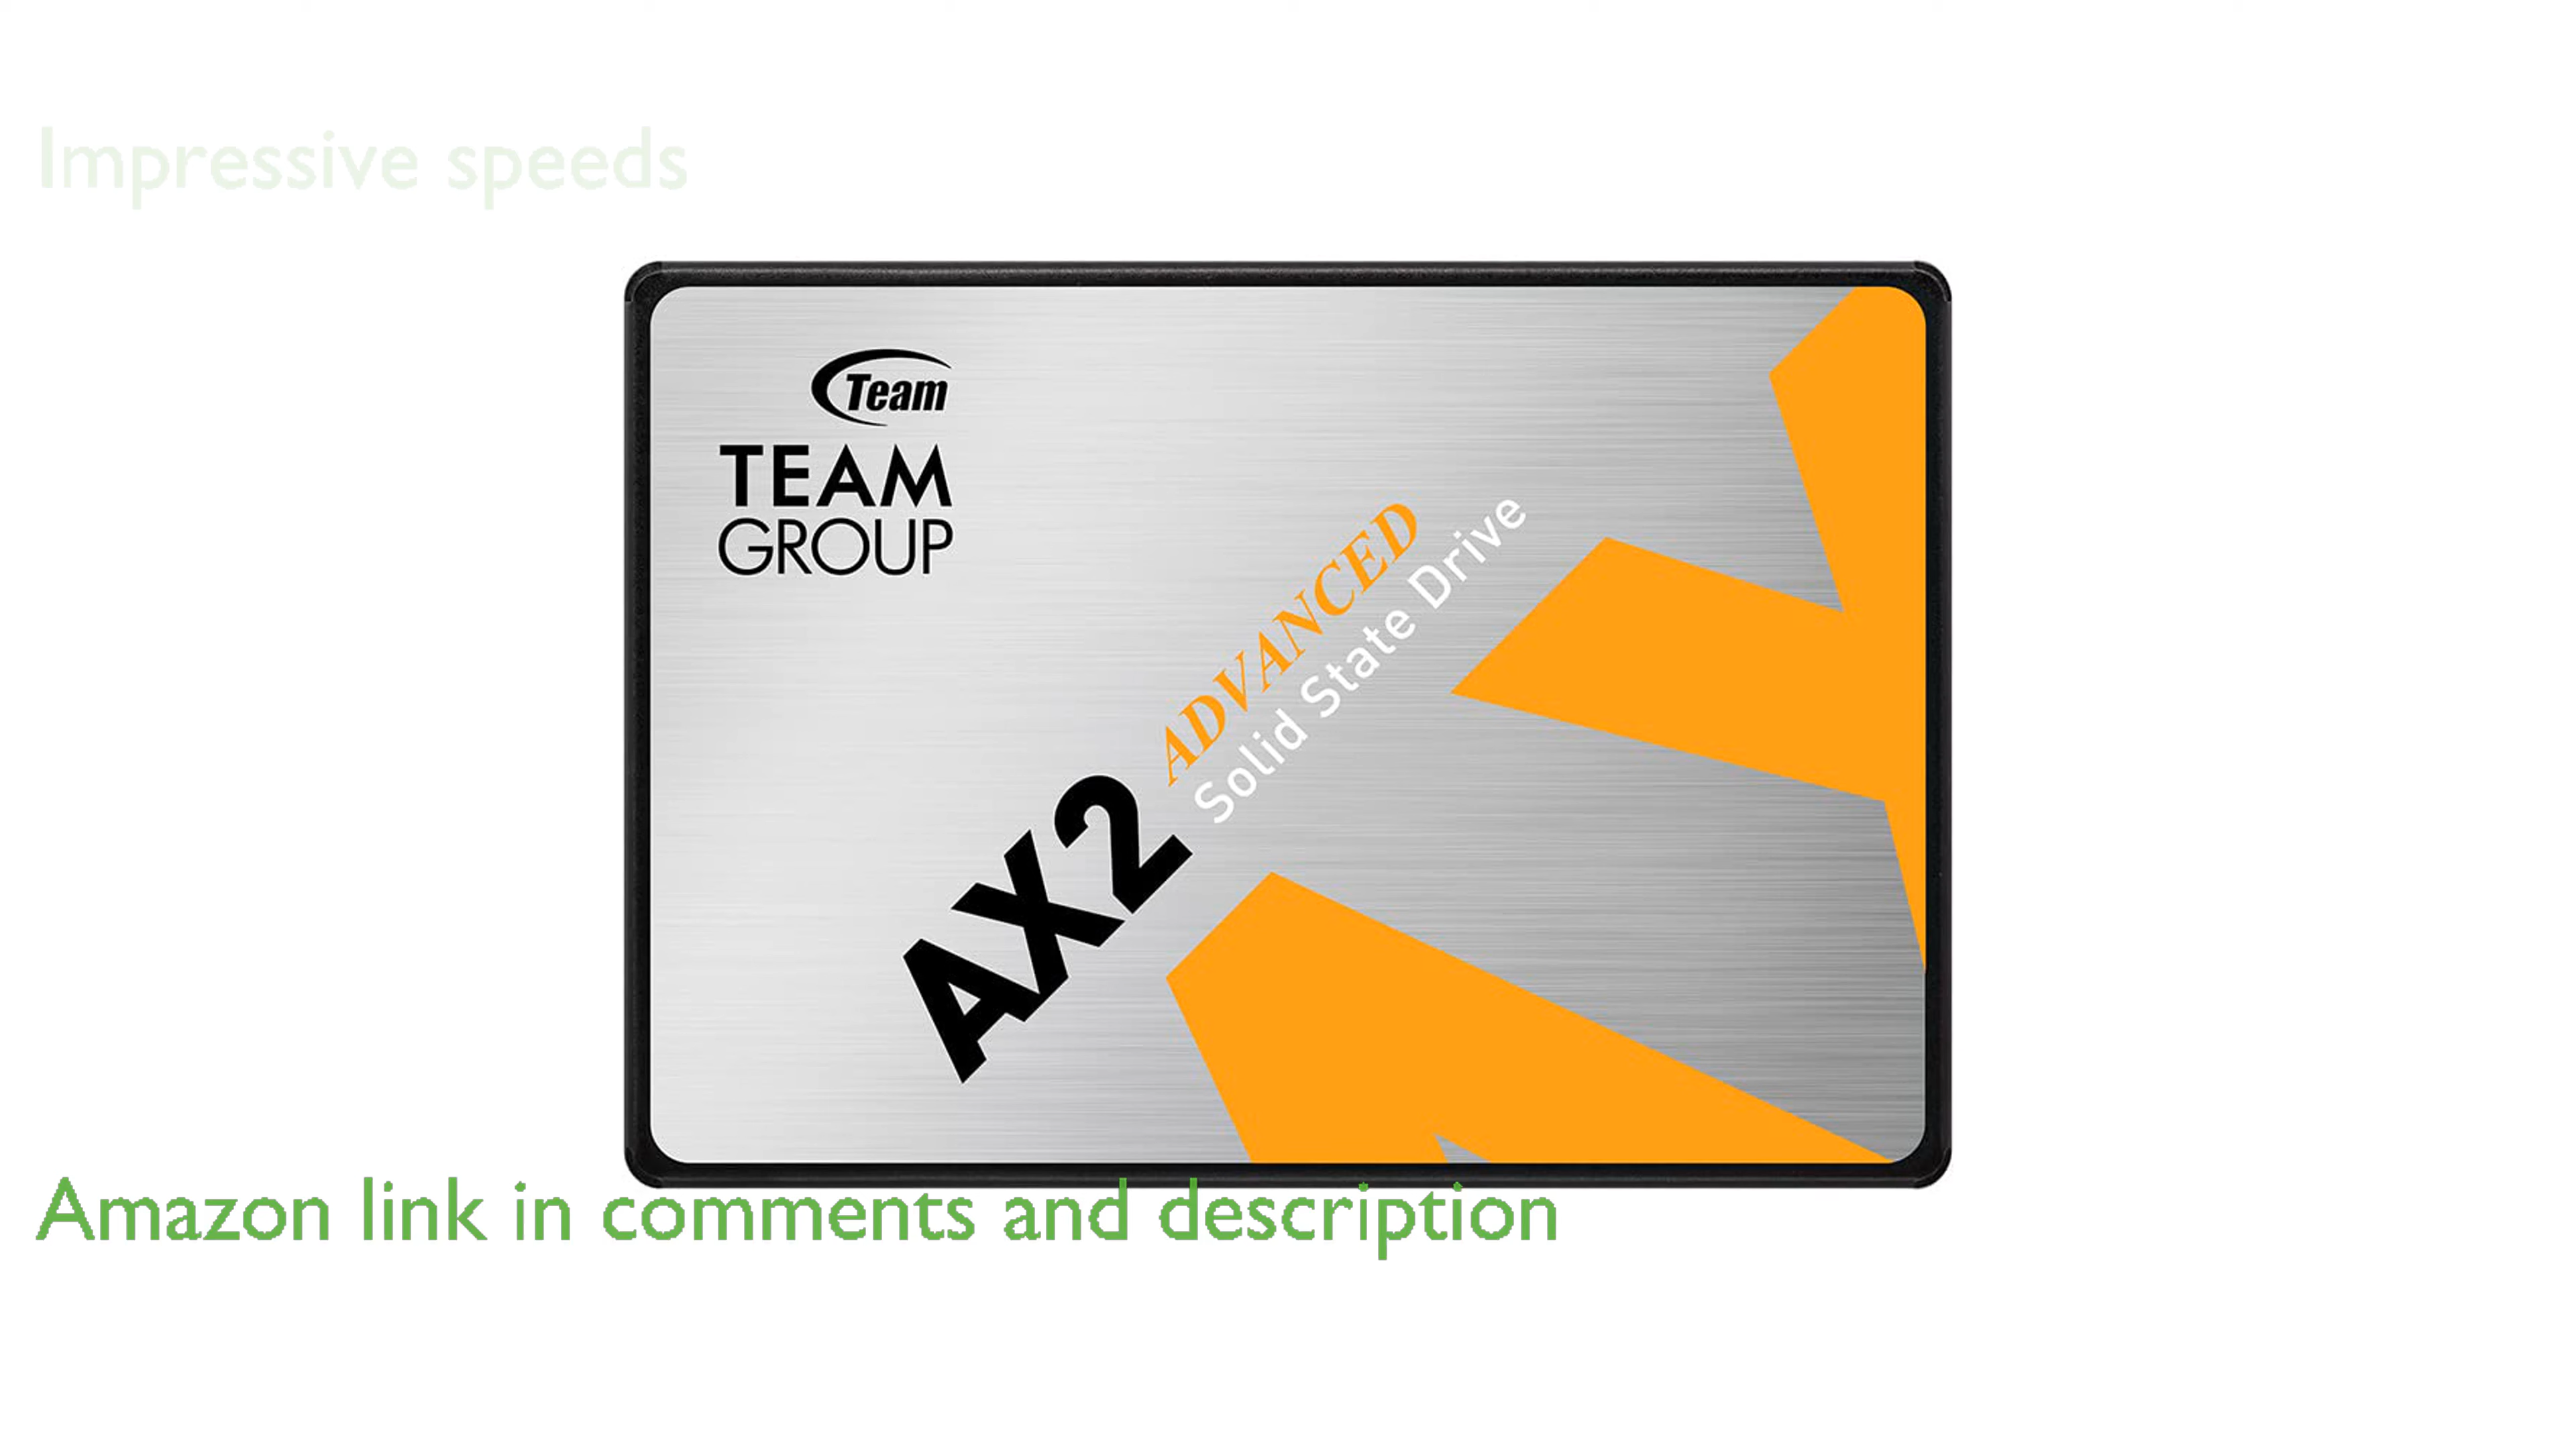 Impressive speeds
Team
TEAM
GROUP
AX2 ADVANCED
Solid State Drive
Amazon link in comments and description